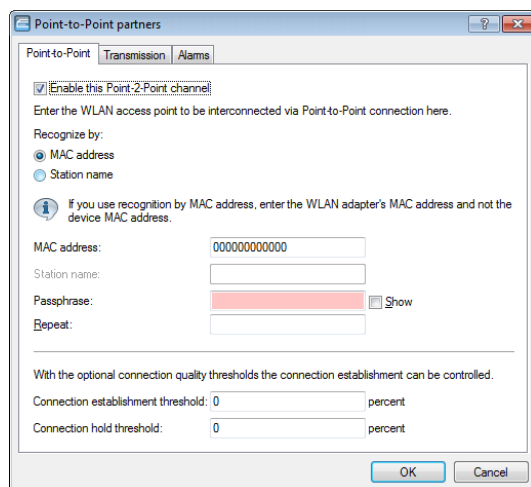 Point-to-Point partners
Point-to-Point Transmission Alarms
Enable this Point-2-Point channel
Enter the WLAN access point to be interconnected via Point-to-Point connection here.
Recognize by:
MAC address
Station name
If you use recognition by MAC address, enter the WLAN adapter's MAC address and not the
device MAC address.
MAC address: 000000000000
Station name:
Passphrase: Show
Repeat:
With the optional connection quality thresholds the connection establishment can be controlled.
Connection establishment threshold: 0 percent
Connection hold threshold: 0 percent
OK Cancel